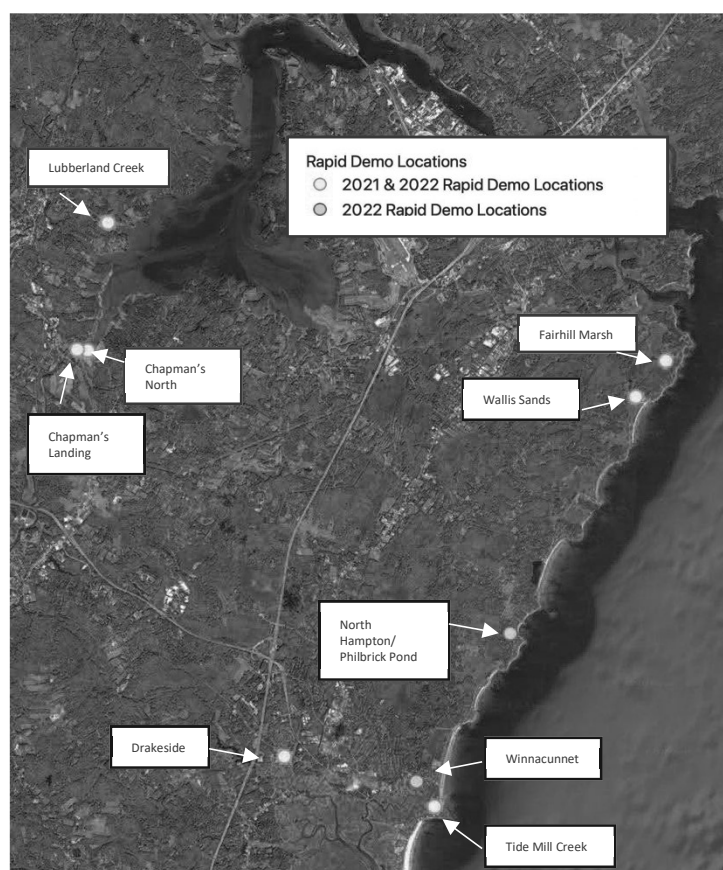 Lubberland Creek
Rapid Demo Locations
2021 & 2022 Rapid Demo Locations
2022 Rapid Demo Locations
Fairhill Marsh
Chapman's
North
Wallis Sands
Chapman's
Landing
North
Hampton/
Philbrick Pond
Drakeside
Winnacunnet
Tide Mill Creek